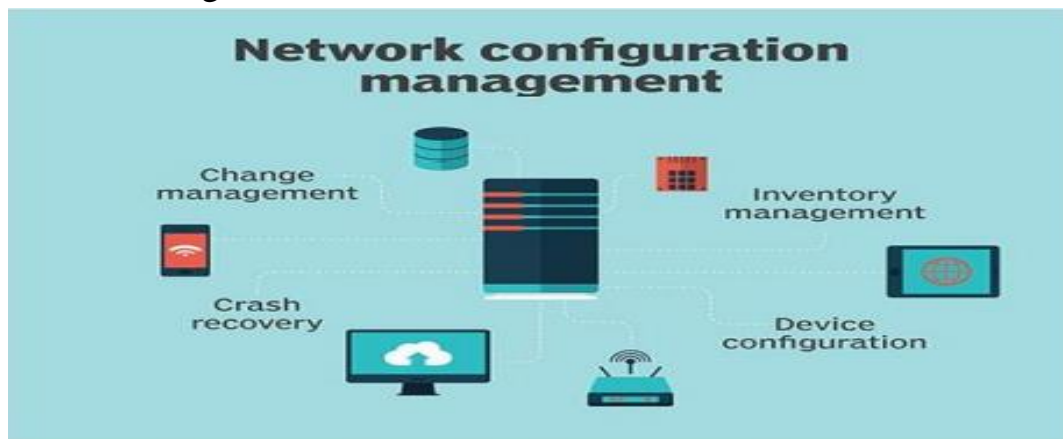 Network configuration
management
Change
management
Inventory
management
Crash
recovery
Device
configuration